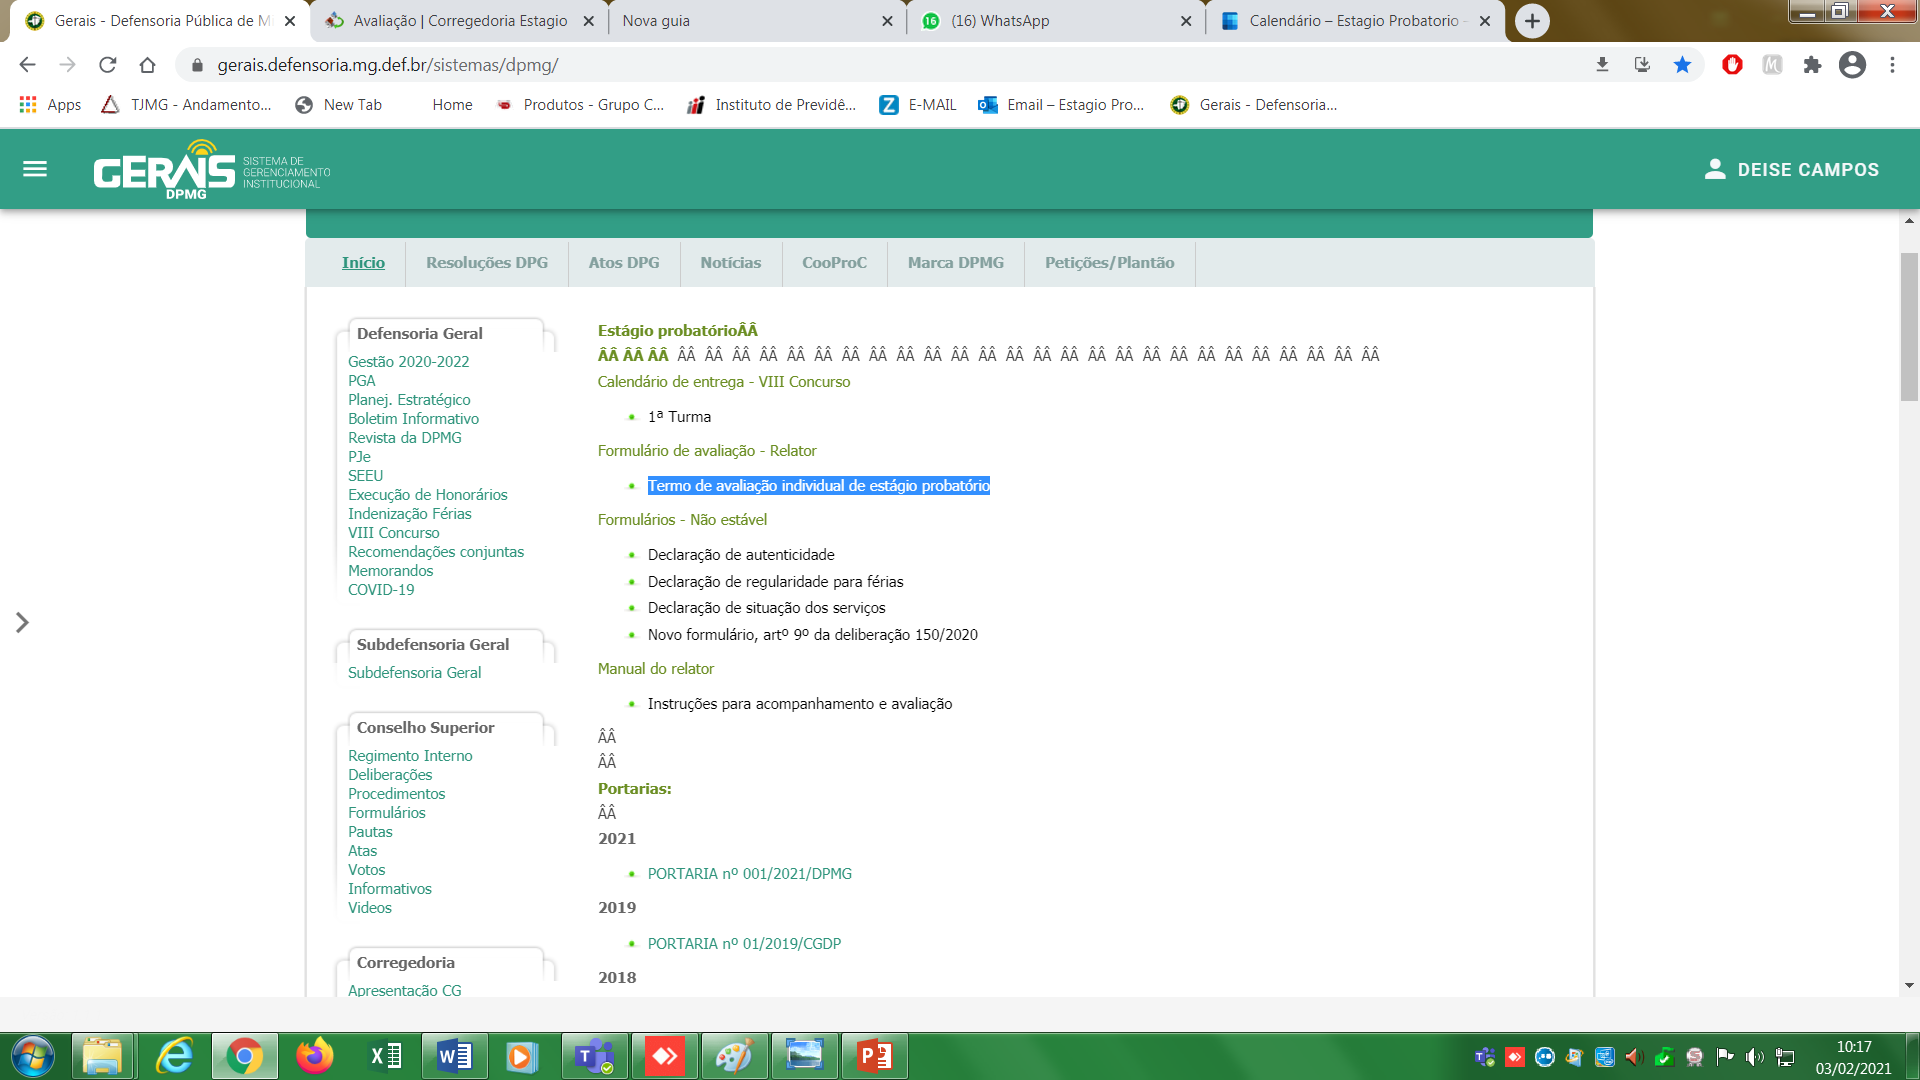 Gerais - Defensoria Pública de Mi
Avaliação | Corregedoria Estagio
Nova guia
(16) WhatsApp
Calendário – Estagio Probatorio -
gerais.defensoria.mg.def.br/sistemas/dpmg/
Apps
TJMG - Andamento...
New Tab
Home
Produtos - Grupo C...
Instituto de Previdê...
E-MAIL
Email – Estagio Pro...
Gerais - Defensoria...
GERAIS
DPMG
SISTEMA DE
GERENCIAMENTO
INSTITUCIONAL
DEISE CAMPOS
Início
Resoluções DPG
Atos DPG
Notícias
CooProC
Marca DPMG
Petições/Plantão
Defensoria Geral
Gestão 2020-2022
PGA
Planej. Estratégico
Boletim Informativo
Revista da DPMG
PJe
SEEU
Execução de Honorários
Indenização Férias
VIII Concurso
Recomendações conjuntas
Memorandos
COVID-19
Subdefensoria Geral
Subdefensoria Geral
Conselho Superior
Regimento Interno
Deliberações
Procedimentos
Formulários
Pautas
Atas
Votos
Informativos
Videos
Corregedoria
Apresentação CG
Estágio probatórioÂÂ
ÂÂ ÂÂ ÂÂ ÂÂ ÂÂ ÂÂ ÂÂ ÂÂ ÂÂ ÂÂ ÂÂ ÂÂ ÂÂ ÂÂ ÂÂ ÂÂ ÂÂ ÂÂ ÂÂ ÂÂ ÂÂ ÂÂ ÂÂ ÂÂ ÂÂ ÂÂ ÂÂ ÂÂ ÂÂ
Calendário de entrega - VIII Concurso
1ª Turma
Formulário de avaliação - Relator
Termo de avaliação individual de estágio probatório
Formulários - Não estável
Declaração de autenticidade
Declaração de regularidade para férias
Declaração de situação dos serviços
Novo formulário, artº 9º da deliberação 150/2020
Manual do relator
Instruções para acompanhamento e avaliação
ÂÂ
ÂÂ
Portarias:
ÂÂ
2021
PORTARIA nº 001/2021/DPMG
2019
PORTARIA nº 01/2019/CGDP
2018
10:17
03/02/2021